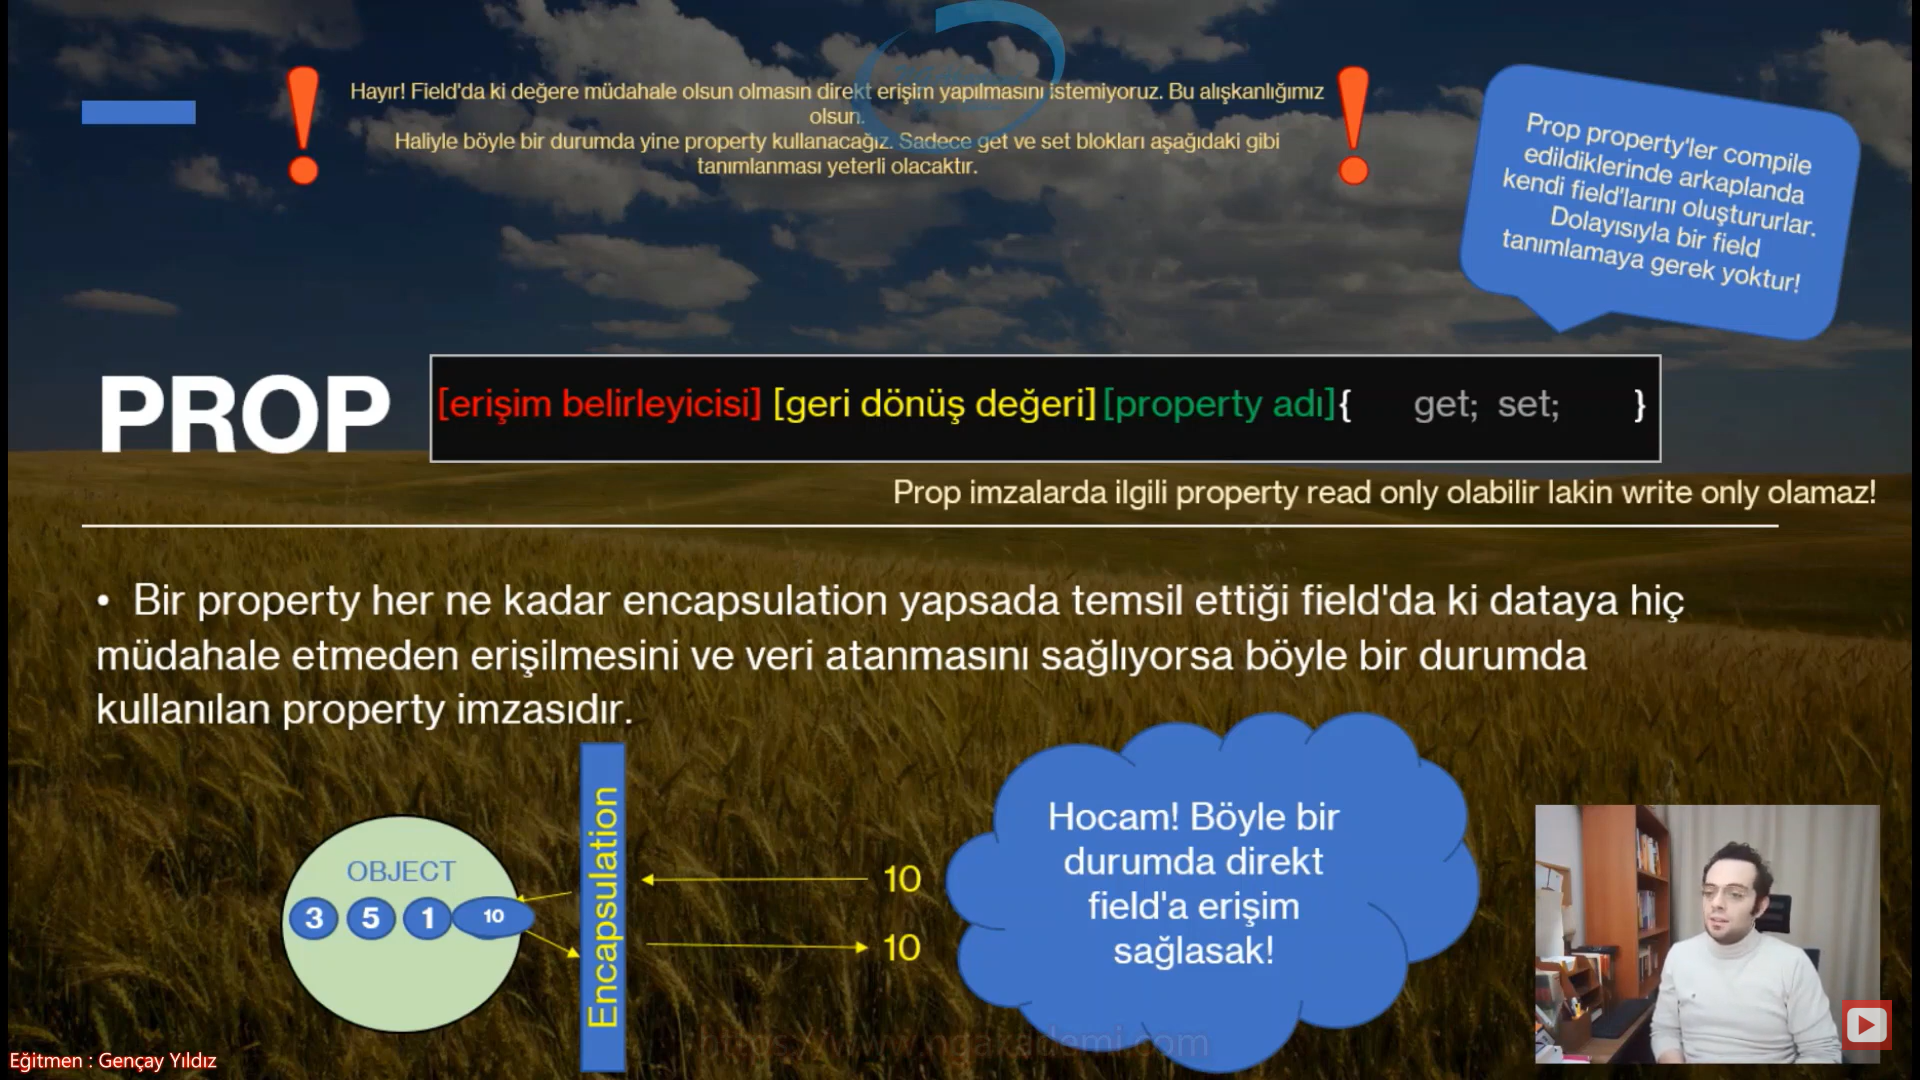 Hayır! Field'da ki değere müdahale olsun olmasın direkt erişim yapılmasını istemiyoruz. Bu alışkanlığımız
olsun.
Haliyle böyle bir durumda yine property kullanacağız. Sadece get ve set blokları aşağıdaki gibi
tanımlanması yeterli olacaktır.
Prop property'ler compile
edildiklerinde arkaplanda
kendi field'larını oluştururlar.
Dolayısıyla bir field
tanımlamaya gerek yoktur!
PROP
[erişim belirleyicisi] [geri dönüş değeri] [property adı]{ get; set; }
Prop imzalarda ilgili property read only olabilir lakin write only olamaz!
• Bir property her ne kadar encapsulation yapsada temsil ettiği field'da ki dataya hiç
müdahale etmeden erişilmesini ve veri atanmasını sağlıyorsa böyle bir durumda
kullanılan property imzasıdır.
OBJECT
3 5 1 10
Encapsulation
10
10
Hocam! Böyle bir
durumda direkt
field'a erişim
sağlasak!
https://www.ngakademi.com
Eğitmen : Gençay Yıldız